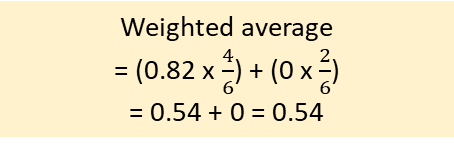 Weighted average
= (0.82 x 4/6) + (0 x 2/6)
= 0.54 + 0 = 0.54